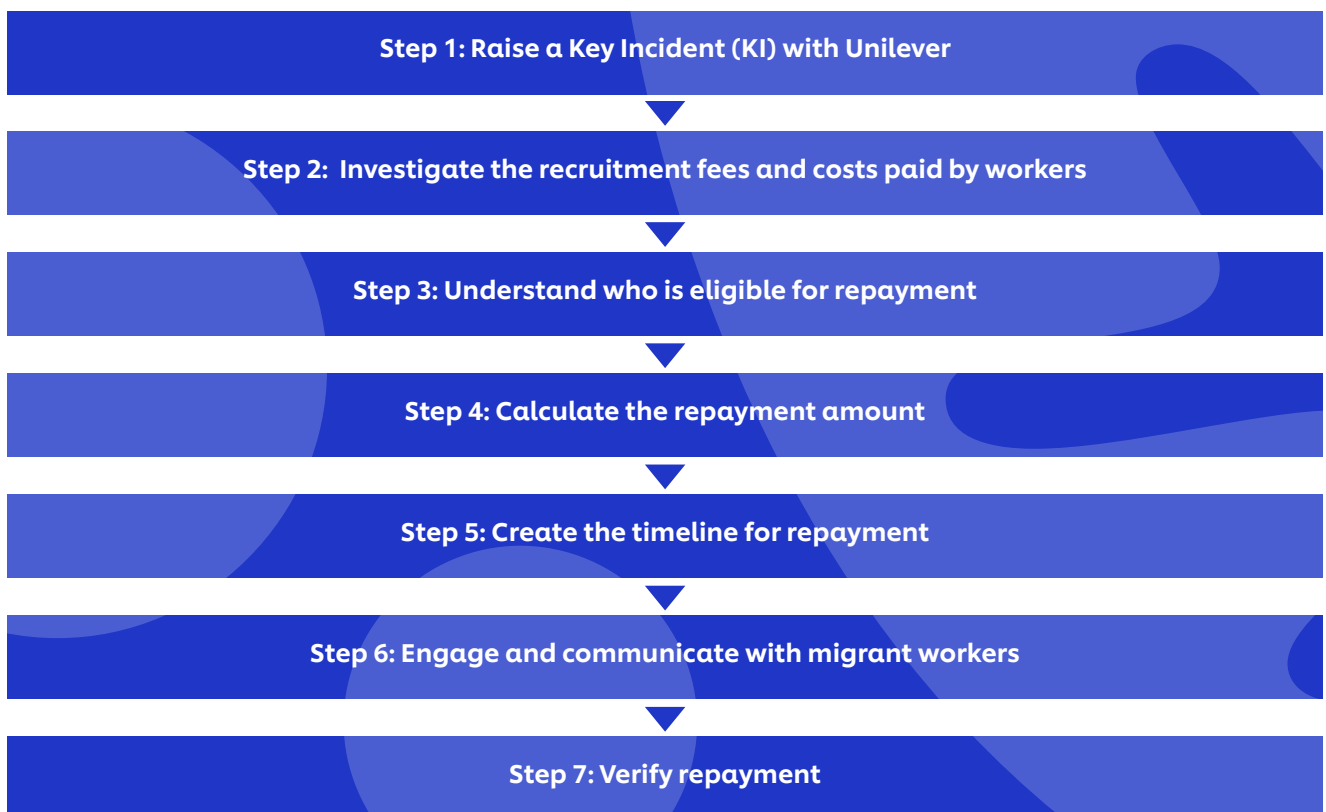 Step 1: Raise a Key Incident (KI) with Unilever
Step 2: Investigate the recruitment fees and costs paid by workers
Step 3: Understand who is eligible for repayment
Step 4: Calculate the repayment amount
Step 5: Create the timeline for repayment
Step 6: Engage and communicate with migrant workers
Step 7: Verify repayment